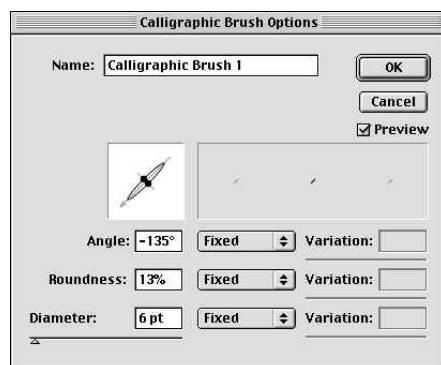 Calligraphic Brush Options
Name: Calligraphic Brush 1
OK
Cancel
Preview
Angle: -135° Fixed Variation:
Roundness: 13% Fixed Variation:
Diameter: 6 pt Fixed Variation: